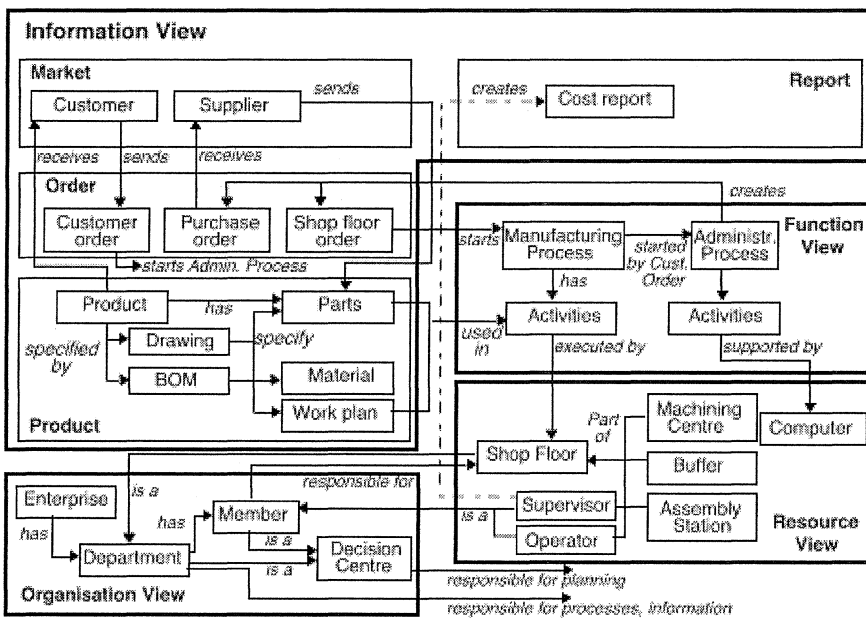 Information View
Market
Customer
Supplier
sends
creates
Cost report
Report
receives
sends
receives
Order
Customer
order
Purchase
order
Shop floor
order
starts Admin. Process
creates
Function
View
starts
Manufacturing
Process
started
by Cust.
Order
Administr.
Process
has
Activities
Activities
used
in
executed by
supported by
Product
has
Parts
specified
by
Drawing
specify
BOM
Material
Work plan
Product
Part
of
Machining
Centre
Computer
Shop Floor
Buffer
Supervisor
Operator
Assembly
Station
Resource
View
is a
responsible for
is a
Enterprise
has
Department
has
Member
is a
is a
Decision
Centre
Organisation View
responsible for planning
responsible for processes, information